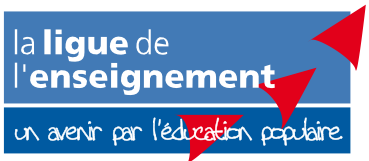 la ligue de
l'enseignement
un avenir par l'éducation populaire